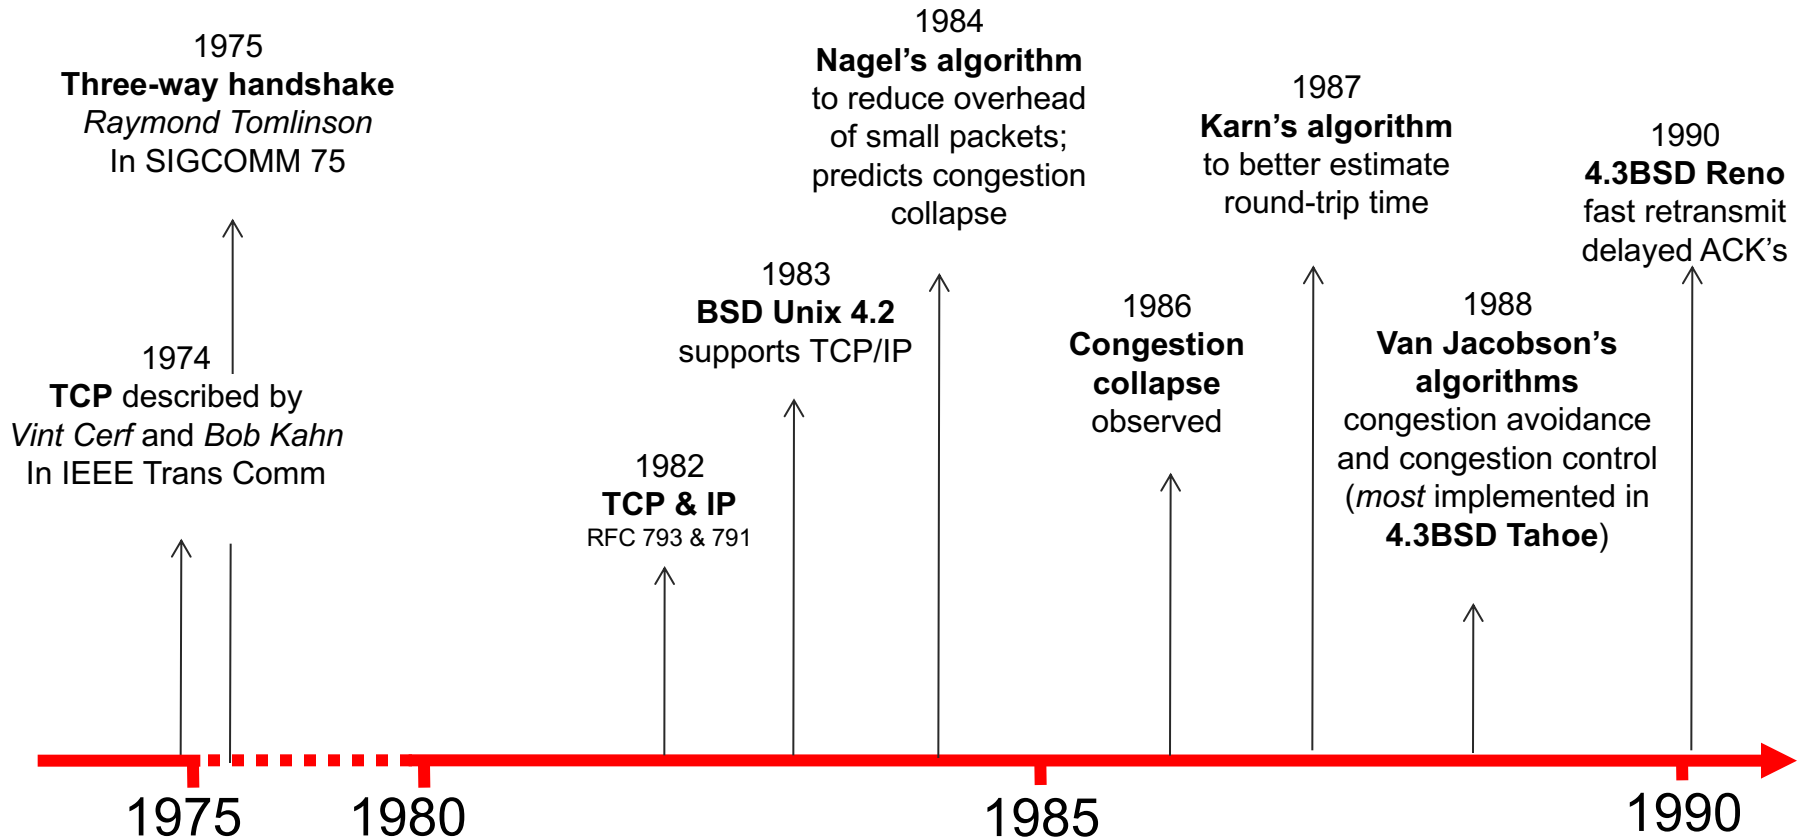 1975
Three-way handshake
Raymond Tomlinson
In SIGCOMM 75
1974
TCP described by
Vint Cerf and Bob Kahn
In IEEE Trans Comm
1982
TCP & IP
RFC 793 & 791
1983
BSD Unix 4.2
supports TCP/IP
1984
Nagel’s algorithm
to reduce overhead
of small packets;
predicts congestion
collapse
1986
Congestion
collapse
observed
1987
Karn’s algorithm
to better estimate
round-trip time
1988
Van Jacobson’s
algorithms
congestion avoidance
and congestion control
(most implemented in
4.3BSD Tahoe)
1990
4.3BSD Reno
fast retransmit
delayed ACK’s
1975
1980
1985
1990